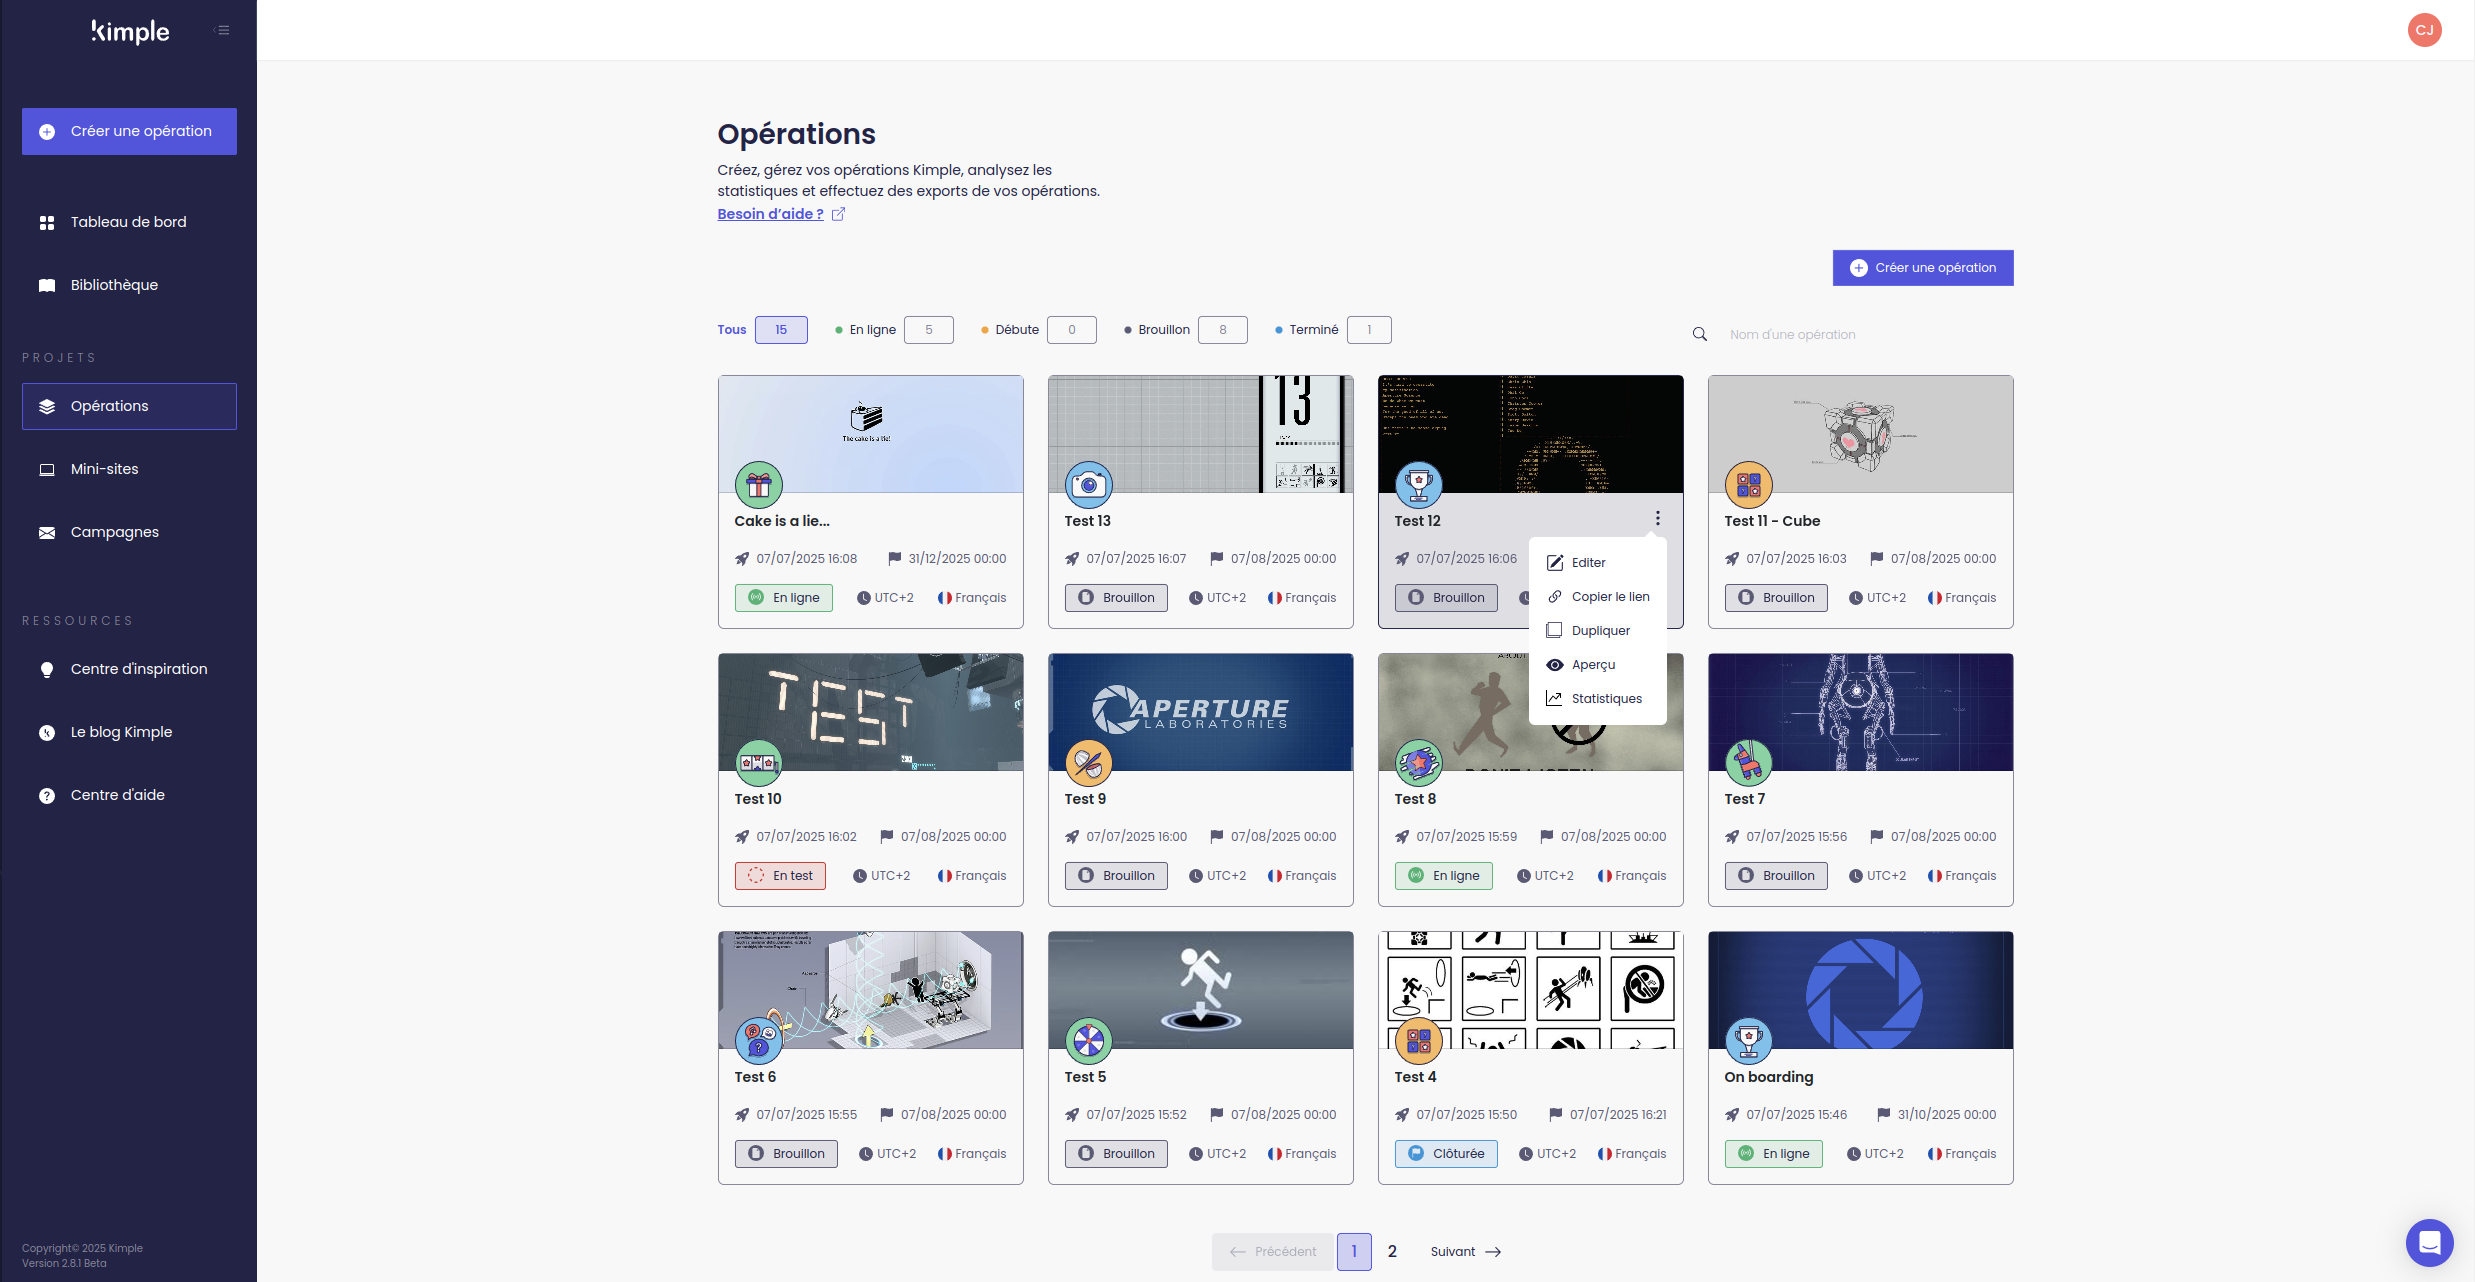 Kimple
CJ
Créer une opération
Tableau de bord
Bibliothèque
PROJETS
Opérations
Mini-sites
Campagnes
RESSOURCES
Centre d'inspiration
Le blog Kimple
Centre d'aide
Copyright© 2025 Kimple
Version 2.8.1 Beta
Opérations
Créez, gérez vos opérations Kimple, analysez les
statistiques et effectuez des exports de vos opérations.
Besoin d'aide ?
Créer une opération
Tous 15 En ligne 5 Débute 0 Brouillon 8 Terminé 1 Nom d'une opération
The cake is a lie!
Cake is a lie...
07/07/2025 16:08 31/12/2025 00:00
En ligne UTC+2 Français
13
Test 13
07/07/2025 16:07 07/08/2025 00:00
Brouillon UTC+2 Français
Test 12
07/07/2025 16:06
Brouillon
Editer
Copier le lien
Dupliquer
Aperçu
Statistiques
Test 11 - Cube
07/07/2025 16:03 07/08/2025 00:00
Brouillon UTC+2 Français
TEST
TEST
Test 10
07/07/2025 16:02 07/08/2025 00:00
En test UTC+2 Français
APERTURE
LABORATORIES
Test 9
07/07/2025 16:00 07/08/2025 00:00
Brouillon UTC+2 Français
Test 8
07/07/2025 15:59 07/08/2025 00:00
En ligne UTC+2 Français
Test 7
07/07/2025 15:56 07/08/2025 00:00
Brouillon UTC+2 Français
Test 6
07/07/2025 15:55 07/08/2025 00:00
Brouillon UTC+2 Français
Test 5
07/07/2025 15:52 07/08/2025 00:00
Brouillon UTC+2 Français
Test 4
07/07/2025 15:50 07/07/2025 16:21
Clôturée UTC+2 Français
On boarding
07/07/2025 15:46 31/10/2025 00:00
En ligne UTC+2 Français
Précédent 1 2 Suivant